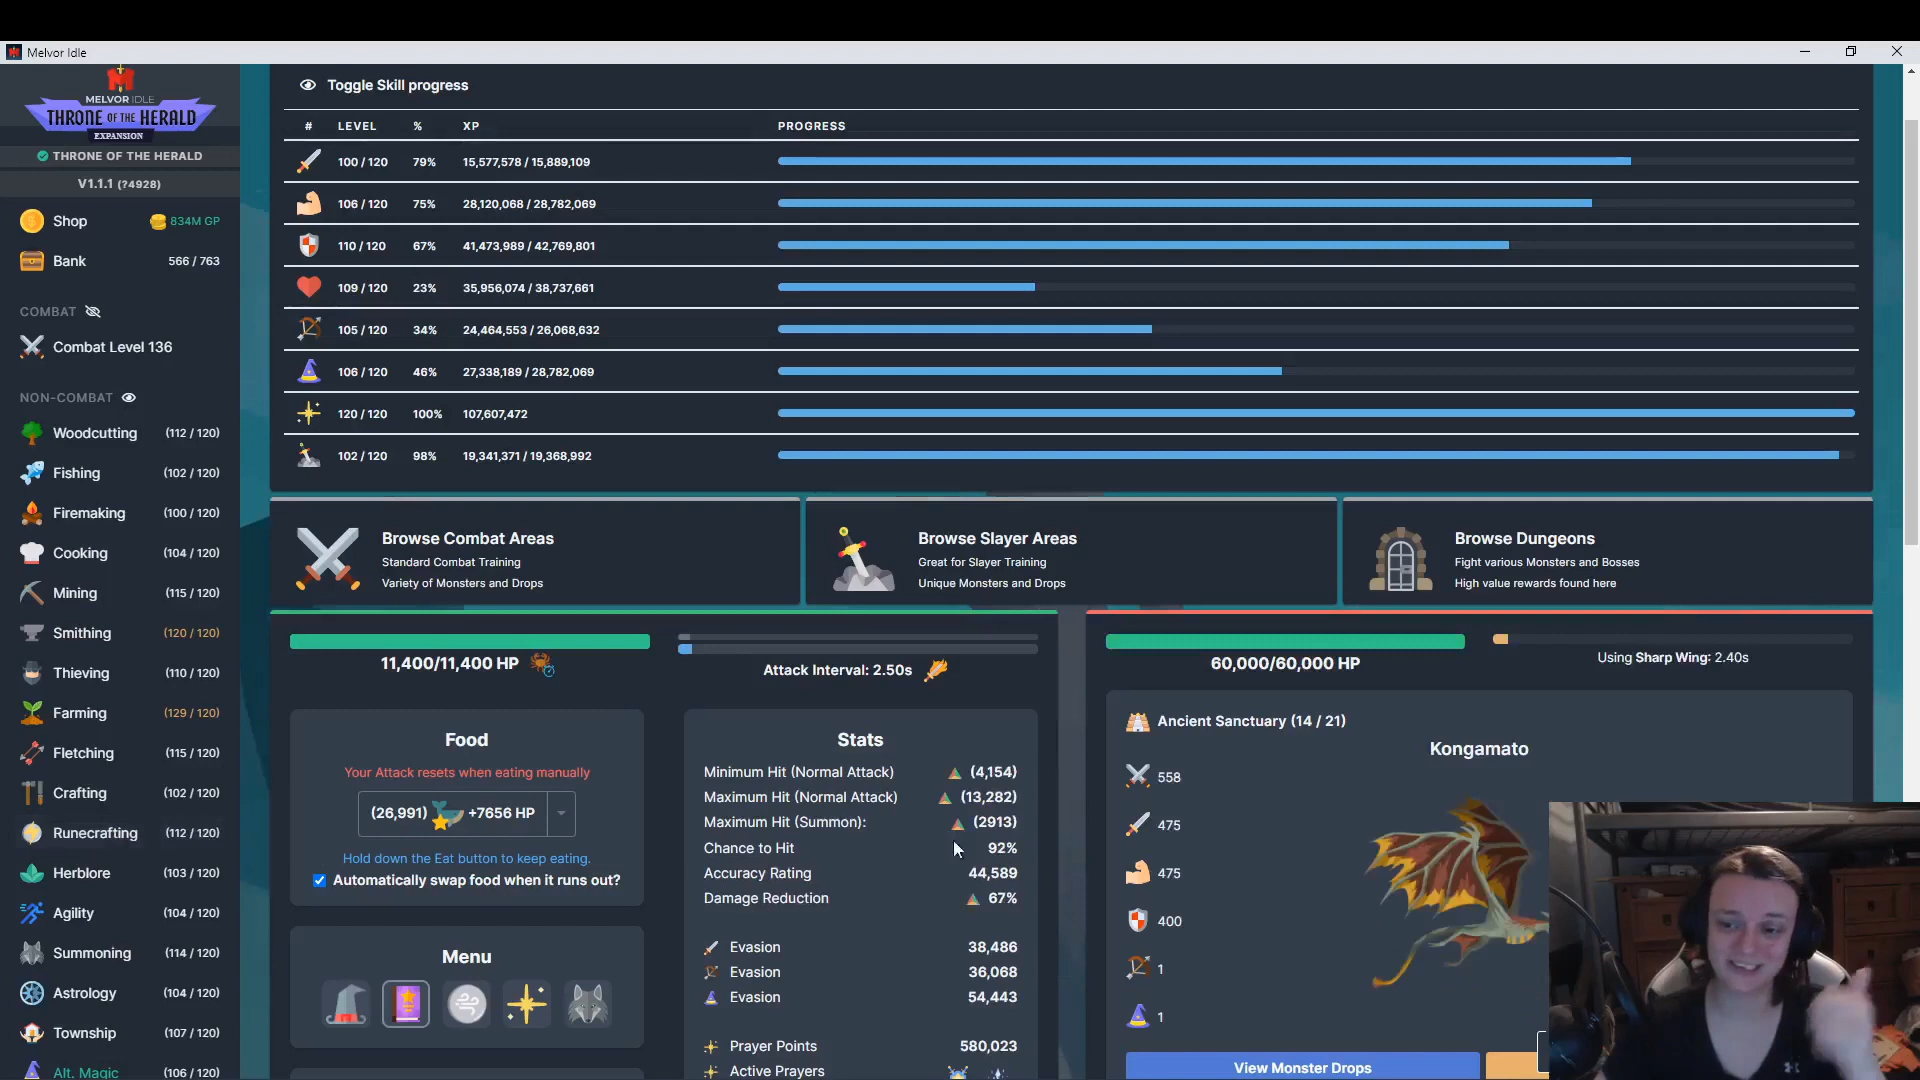 Melvor Idle
MELVOR IDLE
THRONE OF THE HERALD
EXPANSION
THRONE OF THE HERALD
V1.1.1 (?4928)
Shop 834M GP
Bank 566 / 763
COMBAT
Combat Level 136
NON-COMBAT
Woodcutting (112 / 120)
Fishing (102 / 120)
Firemaking (100 / 120)
Cooking (104 / 120)
Mining (115 / 120)
Smithing (120 / 120)
Thieving (110 / 120)
Farming (129 / 120)
Fletching (115 / 120)
Crafting (102 / 120)
Runecrafting (112 / 120)
Herblore (103 / 120)
Agility (104 / 120)
Summoning (114 / 120)
Astrology (104 / 120)
Township (107 / 120)
Alt. Magic (106 / 120)
Toggle Skill progress
# LEVEL % XP PROGRESS
100 / 120 79% 15,577,578 / 15,889,109
106 / 120 75% 28,120,068 / 28,782,069
110 / 120 67% 41,473,989 / 42,769,801
109 / 120 23% 35,956,074 / 38,737,661
105 / 120 34% 24,464,553 / 26,068,632
106 / 120 46% 27,338,189 / 28,782,069
120 / 120 100% 107,607,472
102 / 120 98% 19,341,371 / 19,368,992
Browse Combat Areas
Standard Combat Training
Variety of Monsters and Drops
Browse Slayer Areas
Great for Slayer Training
Unique Monsters and Drops
Browse Dungeons
Fight various Monsters and Bosses
High value rewards found here
11,400/11,400 HP
Attack Interval: 2.50s
Food
Your Attack resets when eating manually
(26,991) +7656 HP
Hold down the Eat button to keep eating.
Automatically swap food when it runs out?
Menu
Stats
Minimum Hit (Normal Attack) (4,154)
Maximum Hit (Normal Attack) (13,282)
Maximum Hit (Summon): (2913)
Chance to Hit 92%
Accuracy Rating 44,589
Damage Reduction 67%
Evasion 38,486
Evasion 36,068
Evasion 54,443
Prayer Points 580,023
Active Prayers
60,000/60,000 HP
Using Sharp Wing: 2.40s
Ancient Sanctuary (14 / 21)
Kongamato
558
475
475
400
1
1
View Monster Drops